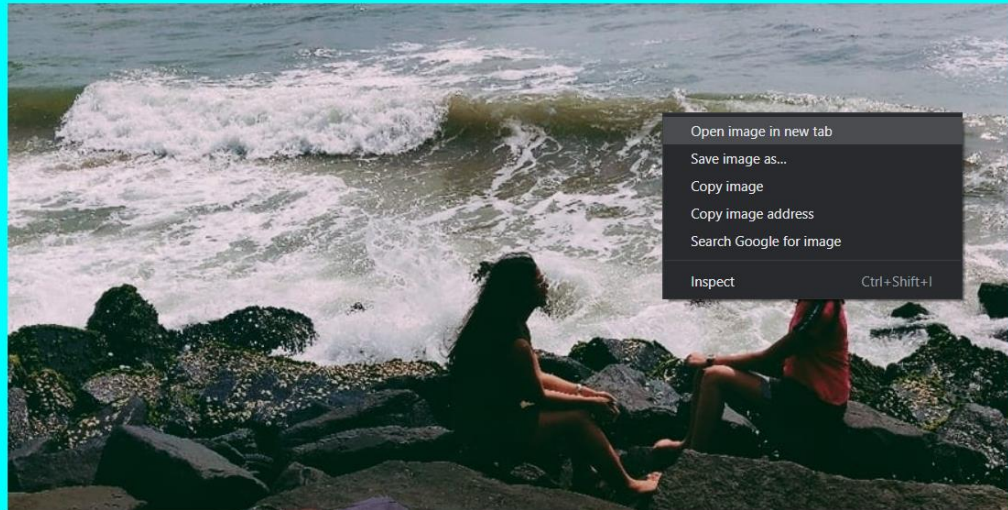 Open image in new tab
Save image as...
Copy image
Copy image address
Search Google for image
Inspect Ctrl+Shift+I